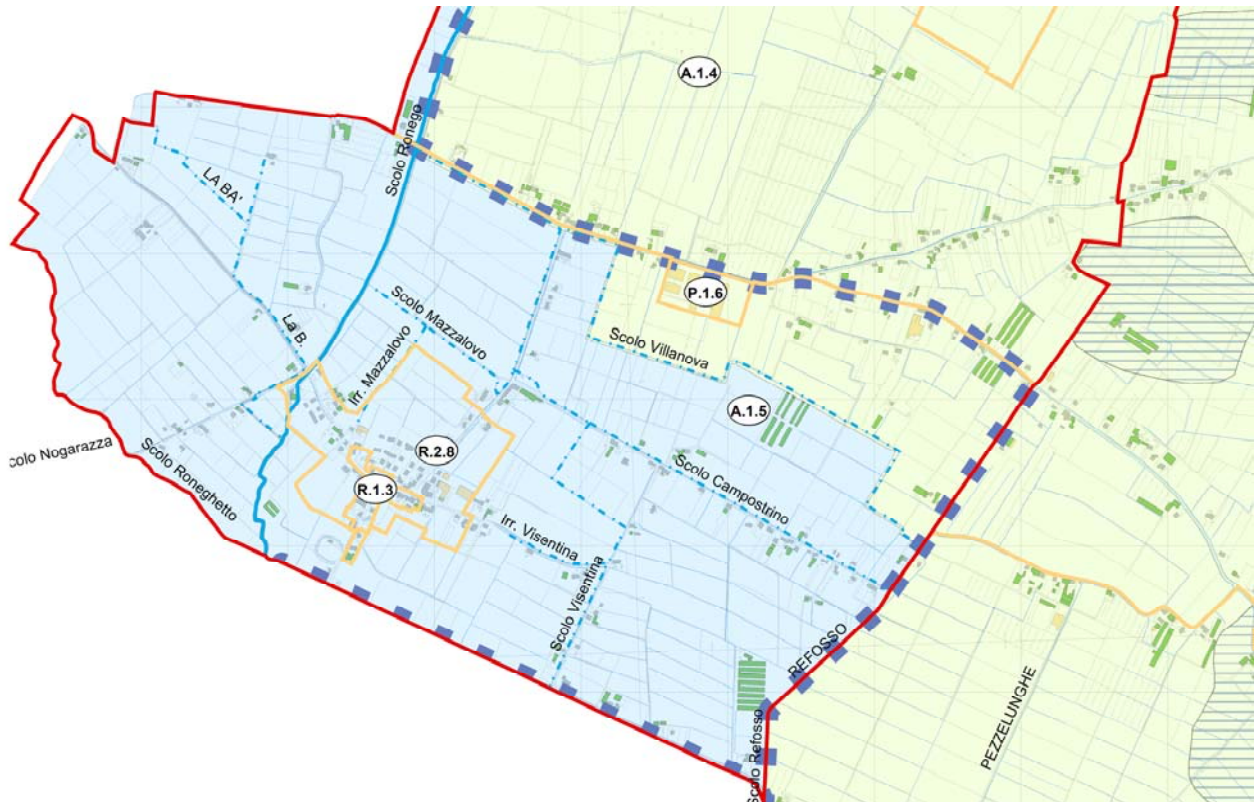 A.1.4
Scolo Ronego
LA BA'
P.1.6
Scolo Mazzalovo
La B.
Scolo Villanova
Irr. Mazzalovo
A.1.5
colo Nogarazza
Scolo Roneghetto
R.2.8
R.1.3
Scolo Campostrino
Irr. Visentina
Scolo Visentina
REFOSSO
Scolo Refosso
PEZZELUNGHE